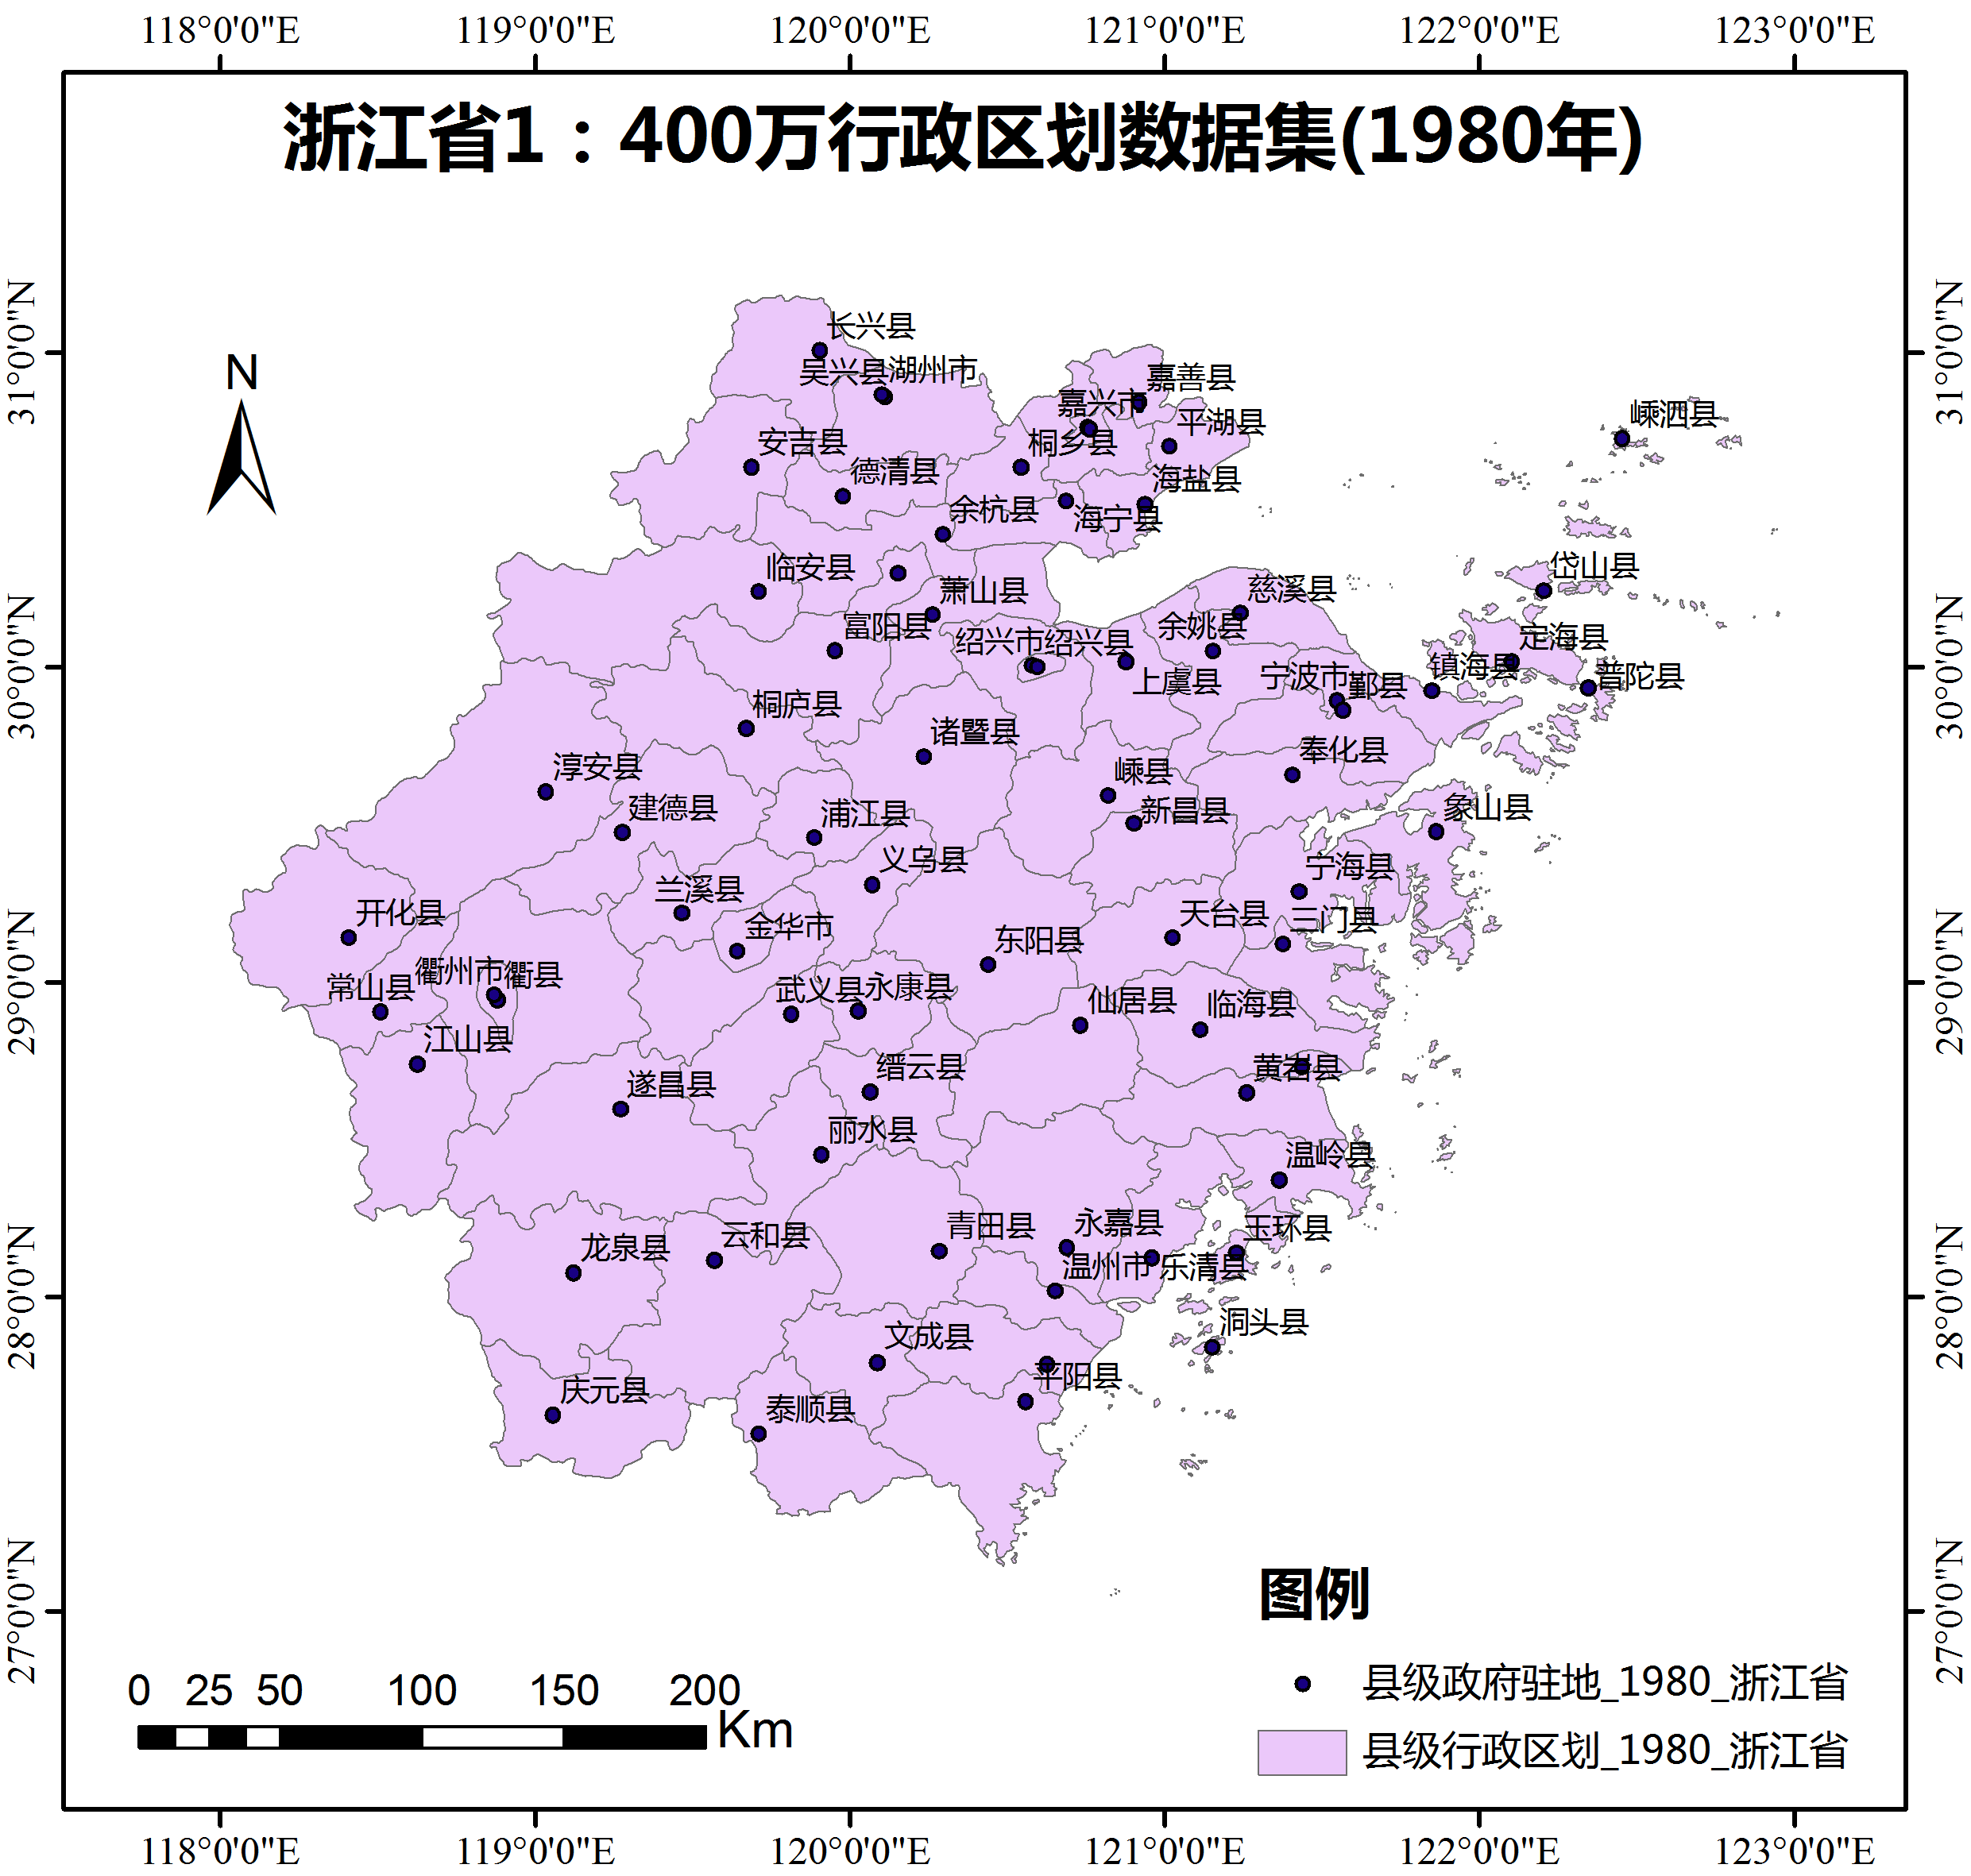 118°0'0"E 119°0'0"E 120°0'0"E 121°0'0"E 122°0'0"E 123°0'0"E
浙江省1：400万行政区划数据集(1980年)
31°0'0"N
30°0'0"N
29°0'0"N
28°0'0"N
27°0'0"N
31°0'0"N
30°0'0"N
29°0'0"N
28°0'0"N
27°0'0"N
N
长兴县
吴兴县
湖州市
嘉善县
嘉兴市
平湖县
嵊泗县
安吉县
桐乡县
德清县
海盐县
余杭县
海宁县
临安县
岱山县
萧山县
慈溪县
富阳县
余姚县
绍兴市
绍兴县
定海县
镇海县
普陀县
上虞县
宁波市
鄞县
桐庐县
诸暨县
奉化县
淳安县
嵊县
建德县
浦江县
新昌县
象山县
义乌县
宁海县
兰溪县
开化县
金华市
天台县
三门县
东阳县
衢州市
衢县
常山县
武义县
永康县
仙居县
临海县
江山县
缙云县
黄岩县
遂昌县
丽水县
温岭县
青田县
永嘉县
玉环县
云和县
龙泉县
温州市
乐清县
洞头县
文成县
平阳县
庆元县
泰顺县
图例
县级政府驻地_1980_浙江省
县级行政区划_1980_浙江省
0 25 50 100 150 200
Km
118°0'0"E 119°0'0"E 120°0'0"E 121°0'0"E 122°0'0"E 123°0'0"E